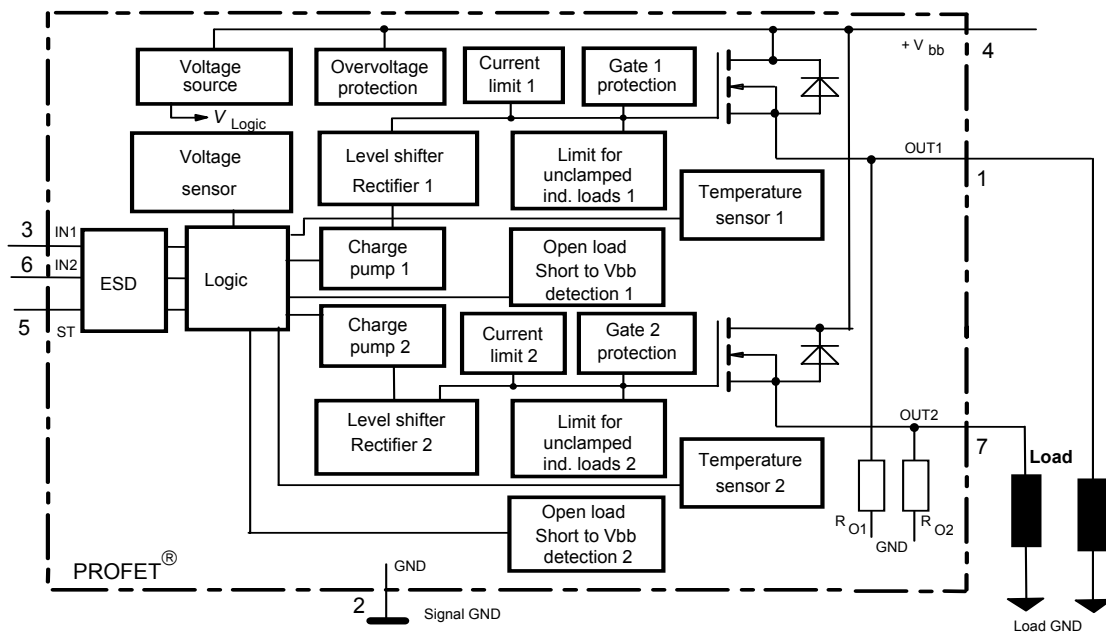 + V bb
4
Voltage
source
Overvoltage
protection
Current
limit 1
Gate 1
protection
V Logic
Voltage
sensor
Level shifter
Rectifier 1
Limit for
unclamped
ind. loads 1
OUT1
1
Temperature
sensor 1
3
IN1
6
IN2
5
ST
ESD
Logic
Charge
pump 1
Open load
Short to Vbb
detection 1
Charge
pump 2
Current
limit 2
Gate 2
protection
Level shifter
Rectifier 2
Limit for
unclamped
ind. loads 2
OUT2
7
Load
Temperature
sensor 2
R O1
GND
R O2
Open load
Short to Vbb
detection 2
PROFET®
GND
2
Signal GND
Load GND